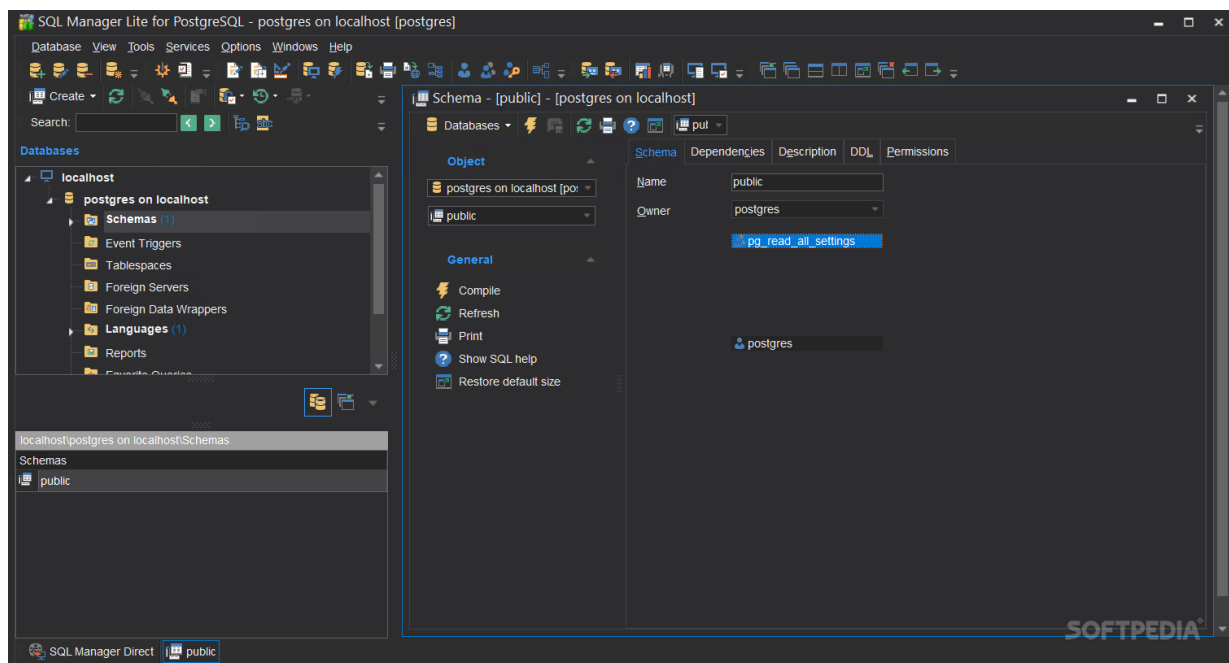 SQL Manager Lite for PostgreSQL - postgres on localhost [postgres]
Database View Tools Services Options Windows Help
Create
Search:
Databases
localhost
postgres on localhost
Schemas (1)
Event Triggers
Tablespaces
Foreign Servers
Foreign Data Wrappers
Languages (1)
Reports
Favorite Queries
localhost\postgres on localhost\Schemas
Schemas
public
Schema - [public] - [postgres on localhost]
Databases
pul
Object
postgres on localhost [po:
public
General
Compile
Refresh
Print
Show SQL help
Restore default size
Schema Dependencies Description DDL Permissions
Name public
Owner postgres
pg_read_all_settings
postgres
SOFTPEDIA®
SQL Manager Direct public